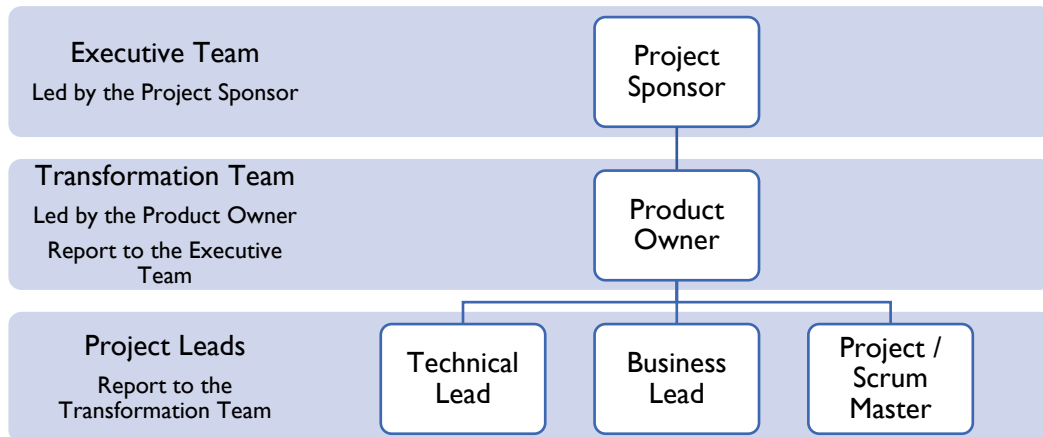 Executive Team
Led by the Project Sponsor
Project
Sponsor
Transformation Team
Led by the Product Owner
Report to the Executive
Team
Product
Owner
Project Leads
Report to the
Transformation Team
Technical
Lead
Business
Lead
Project /
Scrum
Master